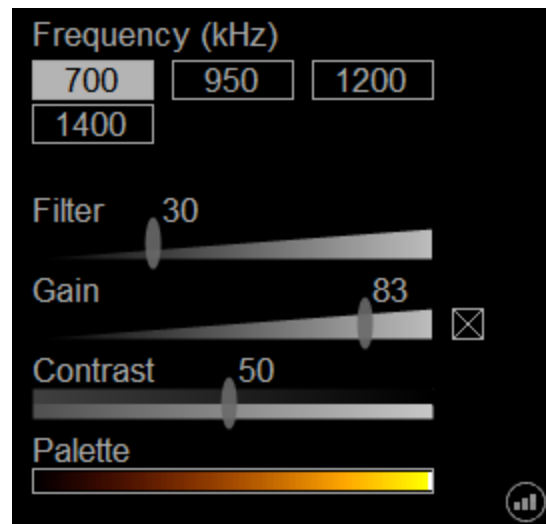 Frequency (kHz)
700 950 1200
1400
Filter 30
Gain 83
Contrast 50
Palette